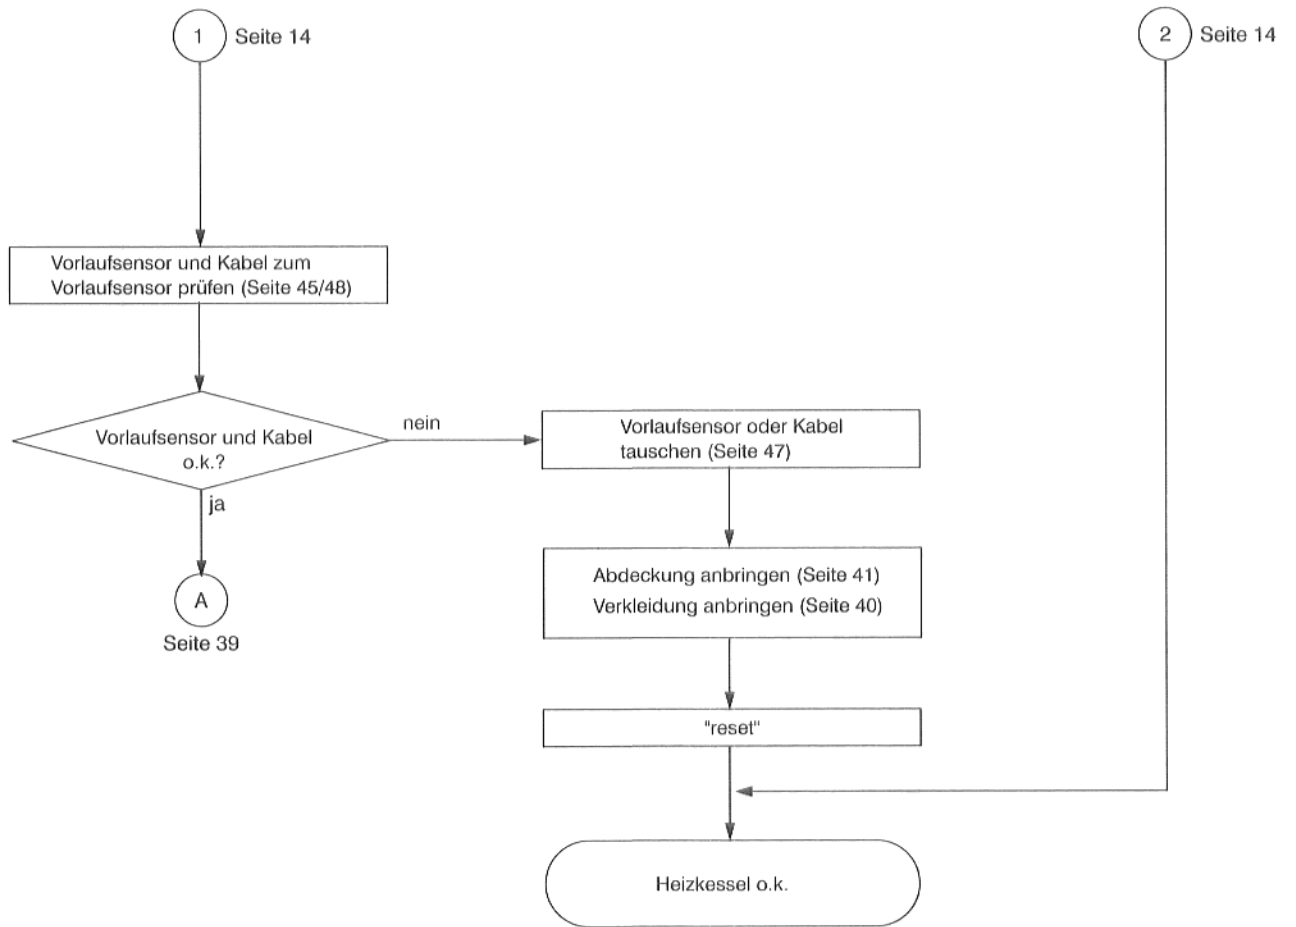 1 Seite 14
2 Seite 14
Vorlaufsensor und Kabel zum
Vorlaufsensor prüfen (Seite 45/48)
Vorlaufsensor und Kabel
o.k.?
nein
ja
A
Seite 39
Vorlaufsensor oder Kabel
tauschen (Seite 47)
Abdeckung anbringen (Seite 41)
Verkleidung anbringen (Seite 40)
"reset"
Heizkessel o.k.